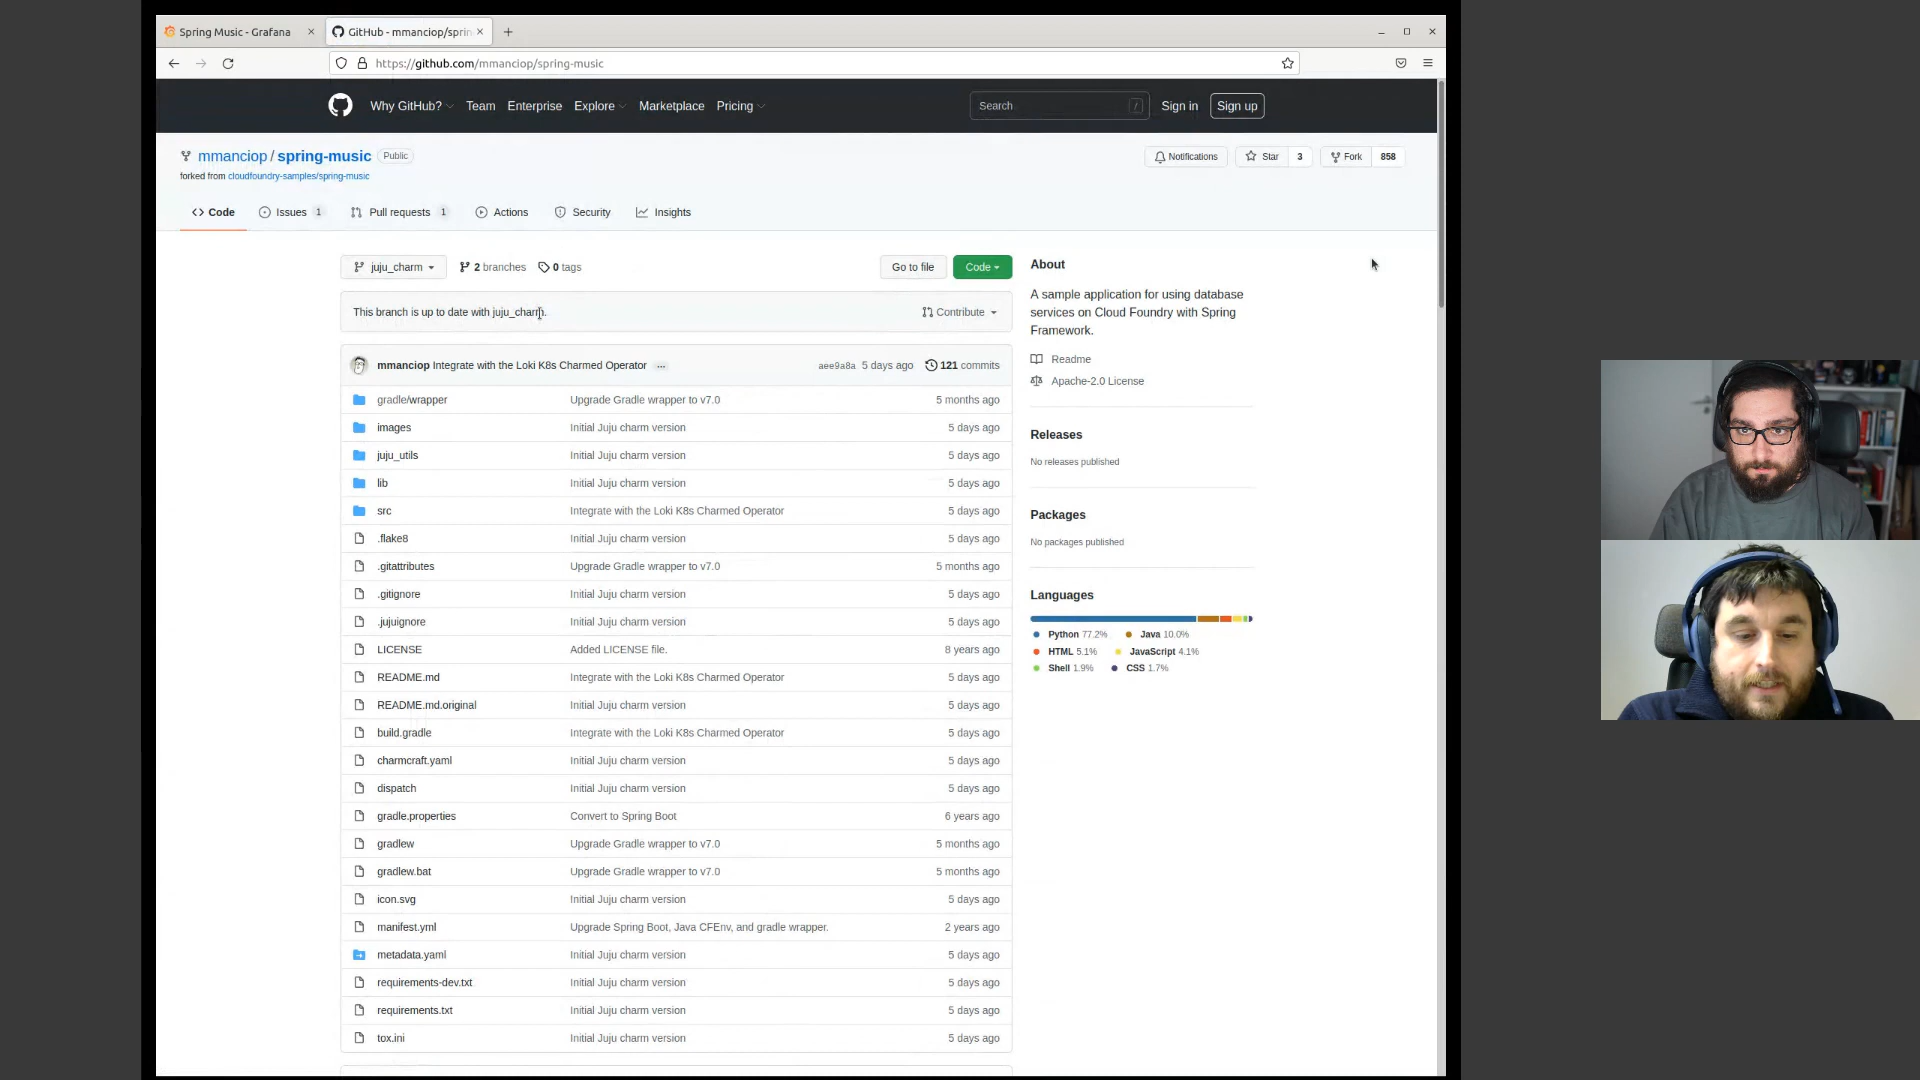 Spring Music - Grafana
GitHub - mmanciop/sprin
https://github.com/mmanciop/spring-music
Why GitHub? Team Enterprise Explore Marketplace Pricing
Search /
Sign in
Sign up
mmanciop / spring-music Public
Notifications Star 3 Fork 858
forked from cloudfoundry-samples/spring-music
Code Issues 1 Pull requests 1 Actions Security Insights
juju_charm 2 branches 0 tags
Go to file Code
This branch is up to date with juju_charm.
Contribute
mmanciop Integrate with the Loki K8s Charmed Operator ... aee9a8a 5 days ago 121 commits
gradle/wrapper Upgrade Gradle wrapper to v7.0 5 months ago
images Initial Juju charm version 5 days ago
juju_utils Initial Juju charm version 5 days ago
lib Initial Juju charm version 5 days ago
src Integrate with the Loki K8s Charmed Operator 5 days ago
.flake8 Initial Juju charm version 5 days ago
.gitattributes Upgrade Gradle wrapper to v7.0 5 months ago
.gitignore Initial Juju charm version 5 days ago
.jujuignore Initial Juju charm version 5 days ago
LICENSE Added LICENSE file. 8 years ago
README.md Integrate with the Loki K8s Charmed Operator 5 days ago
README.md.original Initial Juju charm version 5 days ago
build.gradle Integrate with the Loki K8s Charmed Operator 5 days ago
charmcraft.yaml Initial Juju charm version 5 days ago
dispatch Initial Juju charm version 5 days ago
gradle.properties Convert to Spring Boot 6 years ago
gradlew Upgrade Gradle wrapper to v7.0 5 months ago
gradlew.bat Upgrade Gradle wrapper to v7.0 5 months ago
icon.svg Initial Juju charm version 5 days ago
manifest.yml Upgrade Spring Boot, Java CFEnv, and gradle wrapper. 2 years ago
metadata.yaml Initial Juju charm version 5 days ago
requirements-dev.txt Initial Juju charm version 5 days ago
requirements.txt Initial Juju charm version 5 days ago
tox.ini Initial Juju charm version 5 days ago
About
A sample application for using database
services on Cloud Foundry with Spring
Framework.
Readme
Apache-2.0 License
Releases
No releases published
Packages
No packages published
Languages
Python 77.2% Java 10.0%
HTML 5.1% JavaScript 4.1%
Shell 1.9% CSS 1.7%